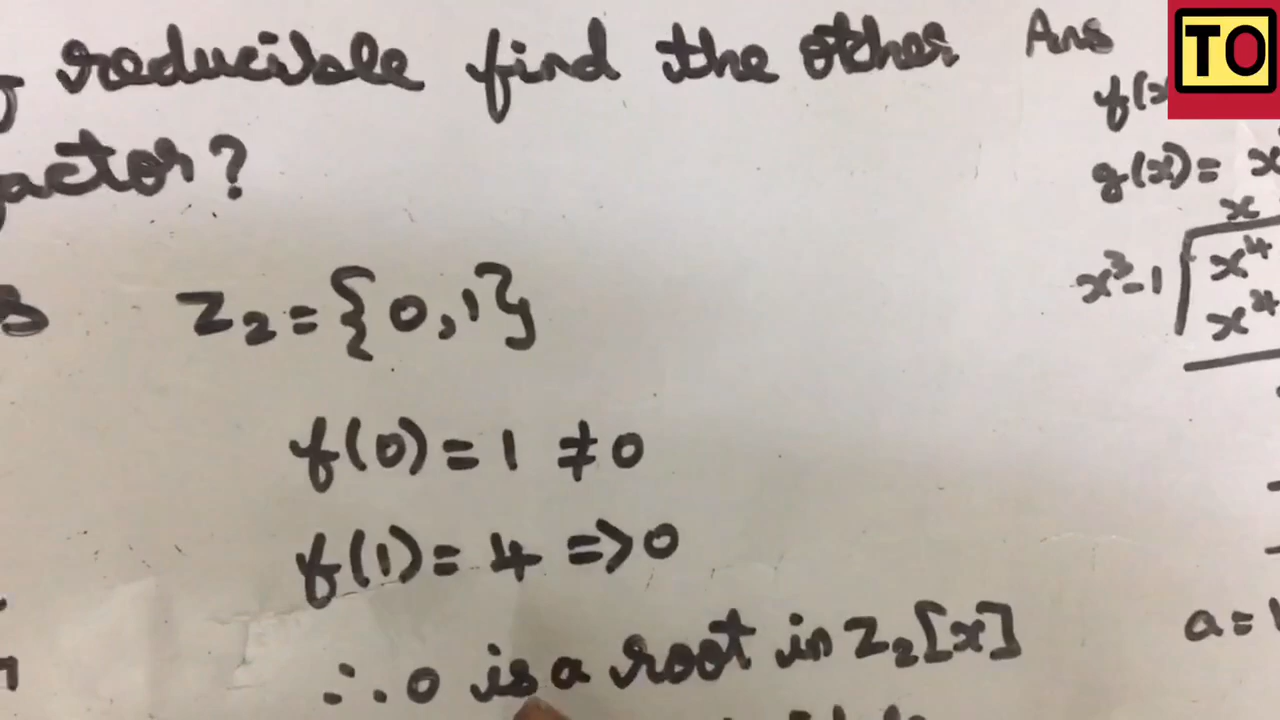 reducible find the other
actor?
Z₂ = {0,1}
f(0) = 1 ≠ 0
f(1) = 4 => 0
∴ 0 is a root in Z₂[x]
Ans
f(x
g(x) = x
x
x³-1 x⁴
x⁴
a = 1
TO